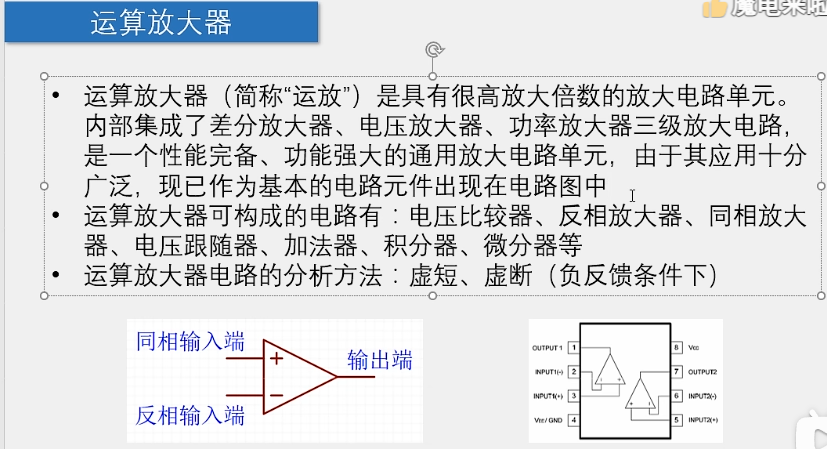 运算放大器
魔电来啦
• 运算放大器（简称“运放”）是具有很高放大倍数的放大电路单元。
内部集成了差分放大器、电压放大器、功率放大器三级放大电路，
是一个性能完备、功能强大的通用放大电路单元，由于其应用十分
广泛，现已作为基本的电路元件出现在电路图中
• 运算放大器可构成的电路有：电压比较器、反相放大器、同相放大
器、电压跟随器、加法器、积分器、微分器等
• 运算放大器电路的分析方法：虚短、虚断（负反馈条件下）
同相输入端
+
输出端
−
反相输入端
OUTPUT 1 1 8 Vcc
INPUT1(-) 2 7 OUTPUT2
INPUT1(+) 3 6 INPUT2(-)
VEE/ GND 4 5 INPUT2(+)
- +
+ -